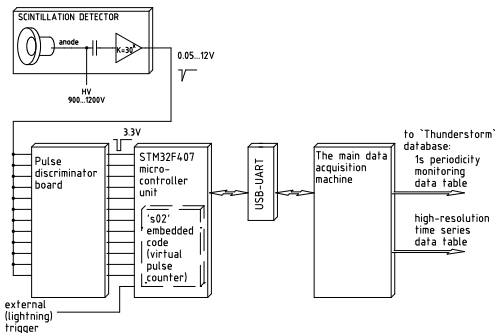 SCINTILLATION DETECTOR
anode
K=30*
HV
900...1200V
0.05...12V
3.3V
Pulse
discriminator
board
STM32F407
micro-
controller
unit
's02'
embedded
code
(virtual
pulse
counter)
USB-UART
The main data
acquisition
machine
to `Thunderstorm`
database:
1s periodicity
monitoring
data table
high-resolution
time series
data table
external
(lightning)
trigger